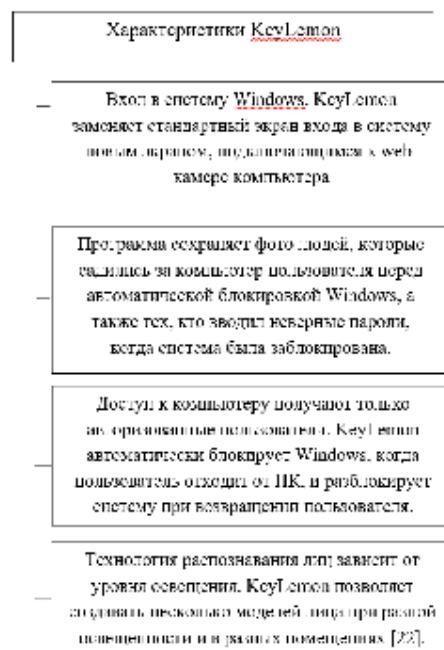 Характеристики KeyLemon
Вход в систему Windows. KeyLemon
заменяет стандартный экран входа в систему
новым экраном, подключающимся к web-
камере компьютера
Программа сохраняет фото людей, которые
садились за компьютер пользователя перед
автоматической блокировкой Windows, а
также тех, кто вводил неверные пароли,
когда система была заблокирована.
Доступ к компьютеру получают только
авторизованные пользователи. KeyLemon
автоматически блокирует Windows, когда
пользователь отходит от ПК, и разблокирует
систему при возвращении пользователя.
Технология распознавания лиц зависит от
уровня освещения. KeyLemon позволяет
создавать несколько моделей лица при разной
освещенности и в разных помещениях [22].